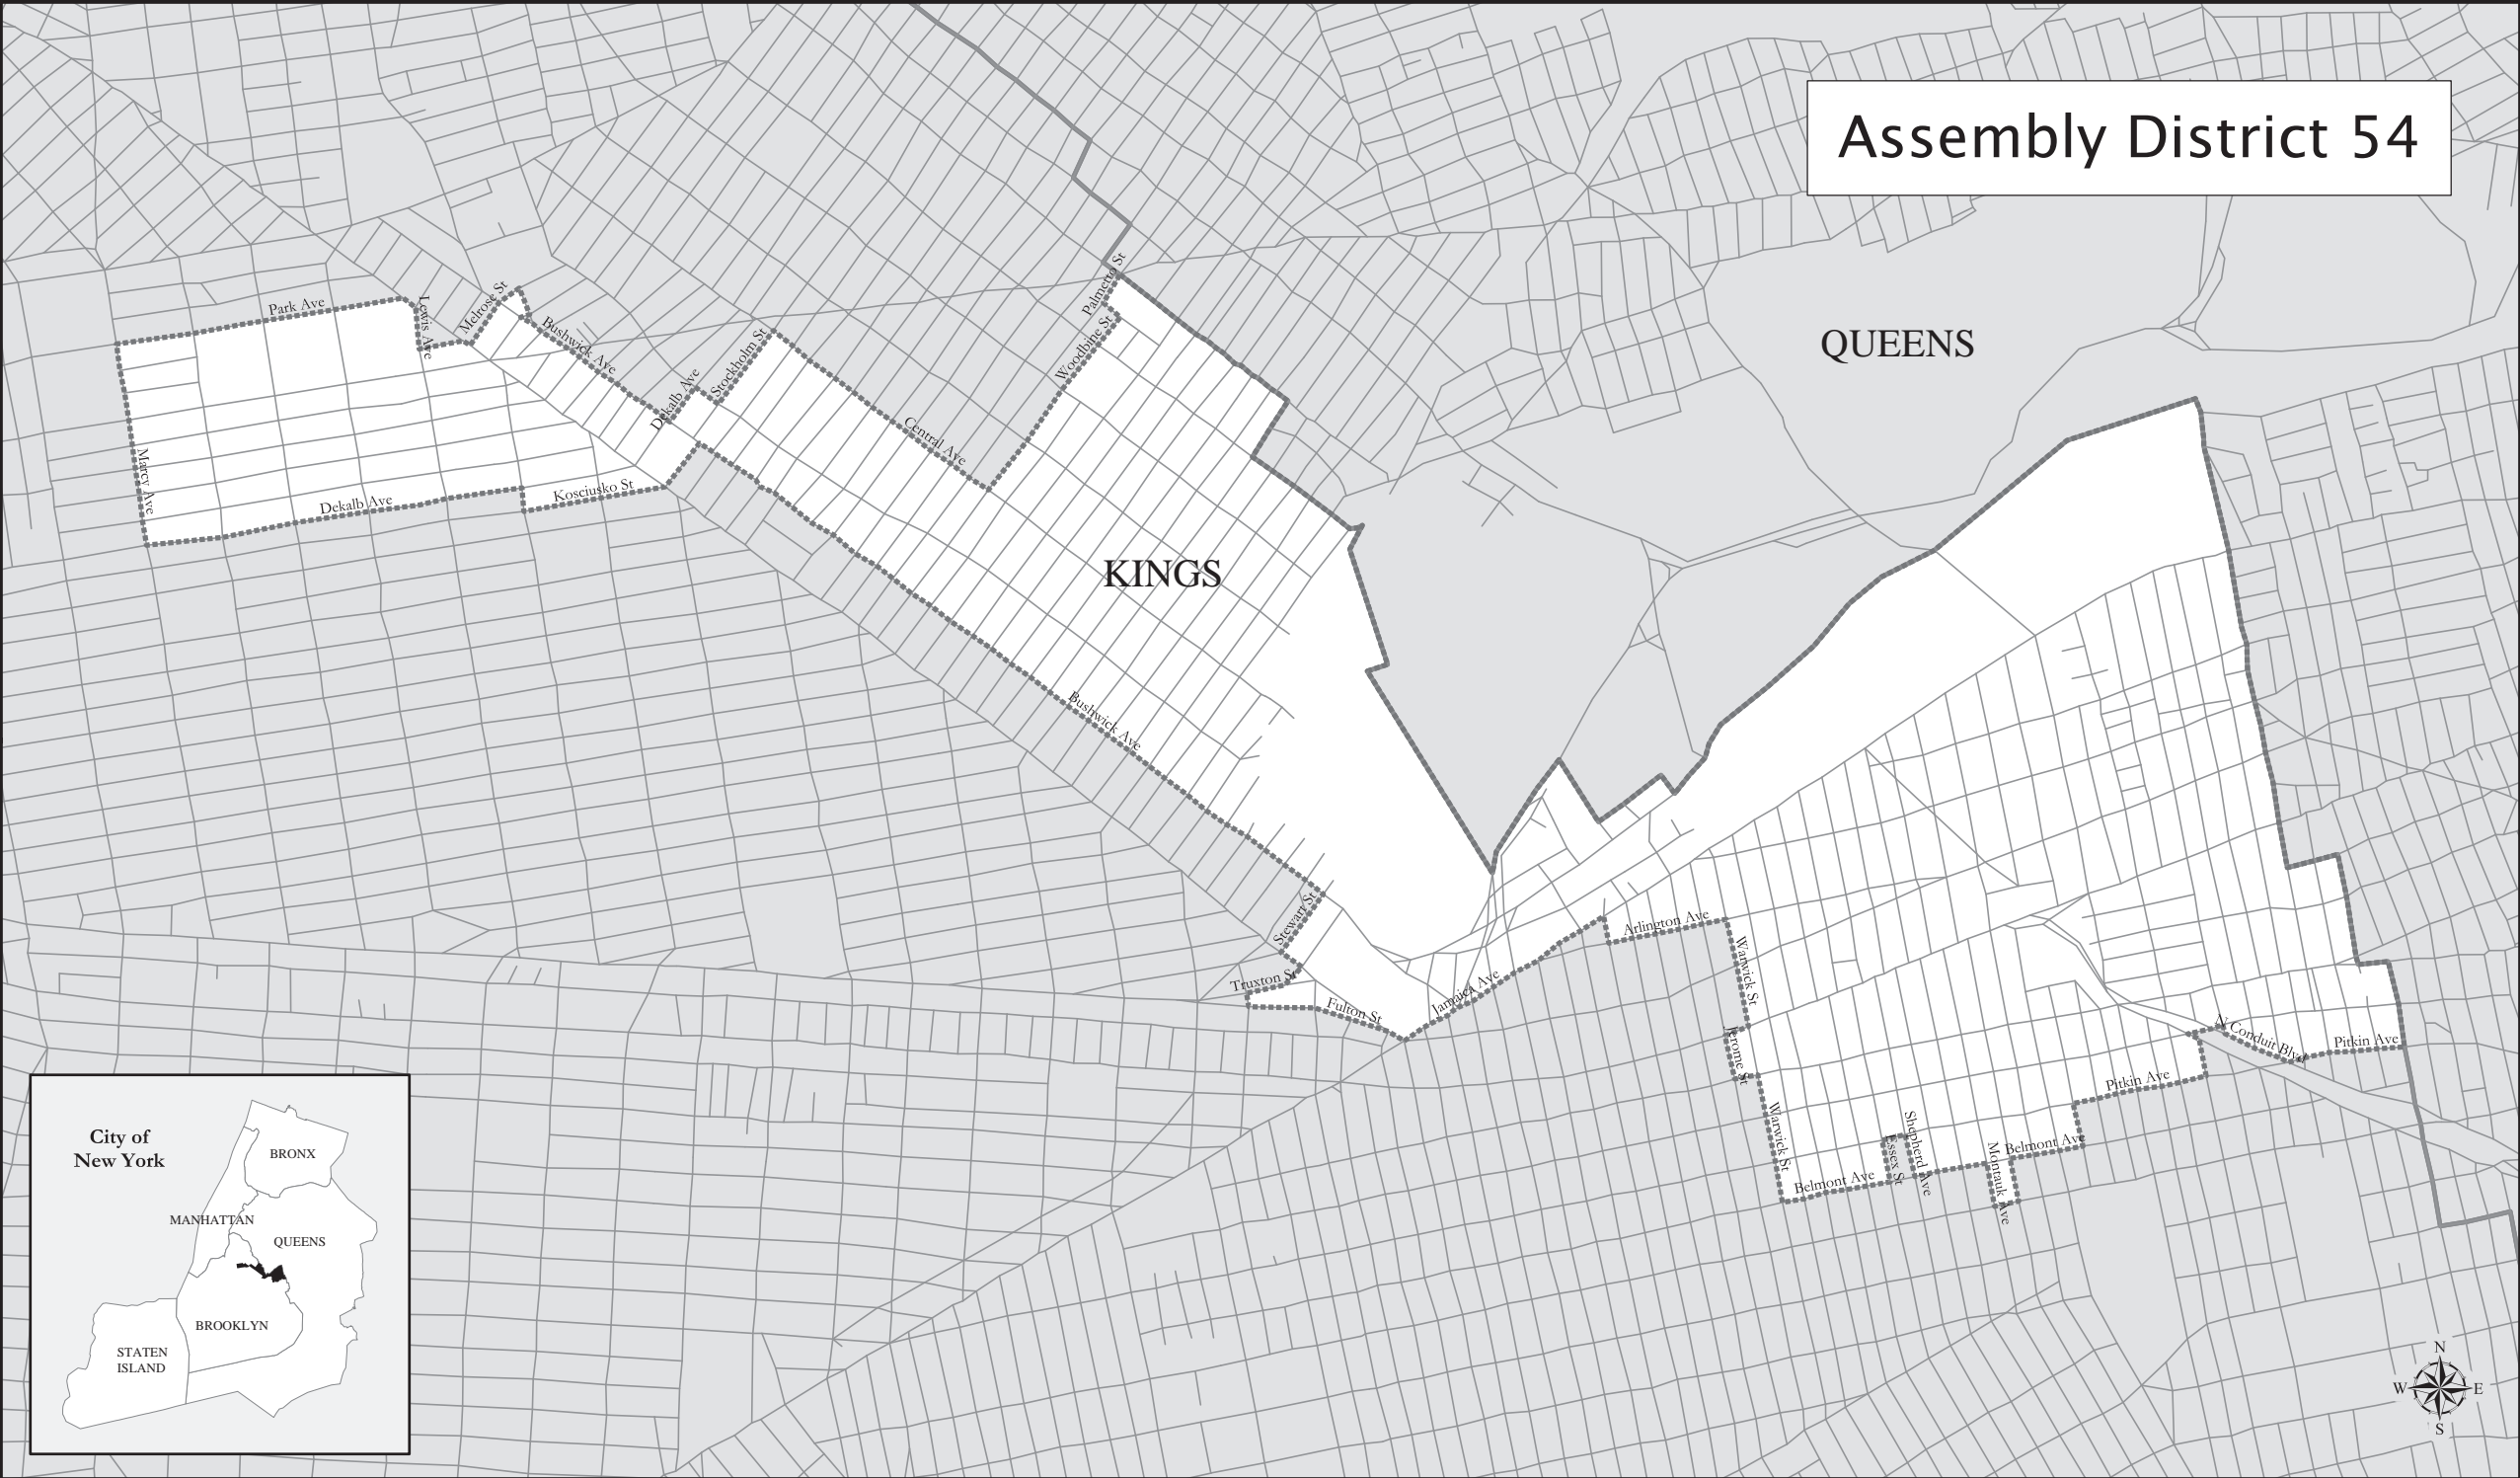 Assembly District 54
QUEENS
KINGS
Palmetto St
Woodbine St
Park Ave
Lewis Ave
Melrose St
Bushwick Ave
Dekalb Ave
Stockholm St
Central Ave
Marcy Ave
Dekalb Ave
Kosciusko St
Bushwick Ave
Stewart St
Truxton St
Fulton St
Jamaica Ave
Arlington Ave
Warwick St
Jerome St
Warwick St
Belmont Ave
Essex St
Shepherd Ave
Montauk Ave
Belmont Ave
Pitkin Ave
N Conduit Blvd
Pitkin Ave
City of
New York
BRONX
MANHATTAN
QUEENS
BROOKLYN
STATEN
ISLAND
N
W
E
S